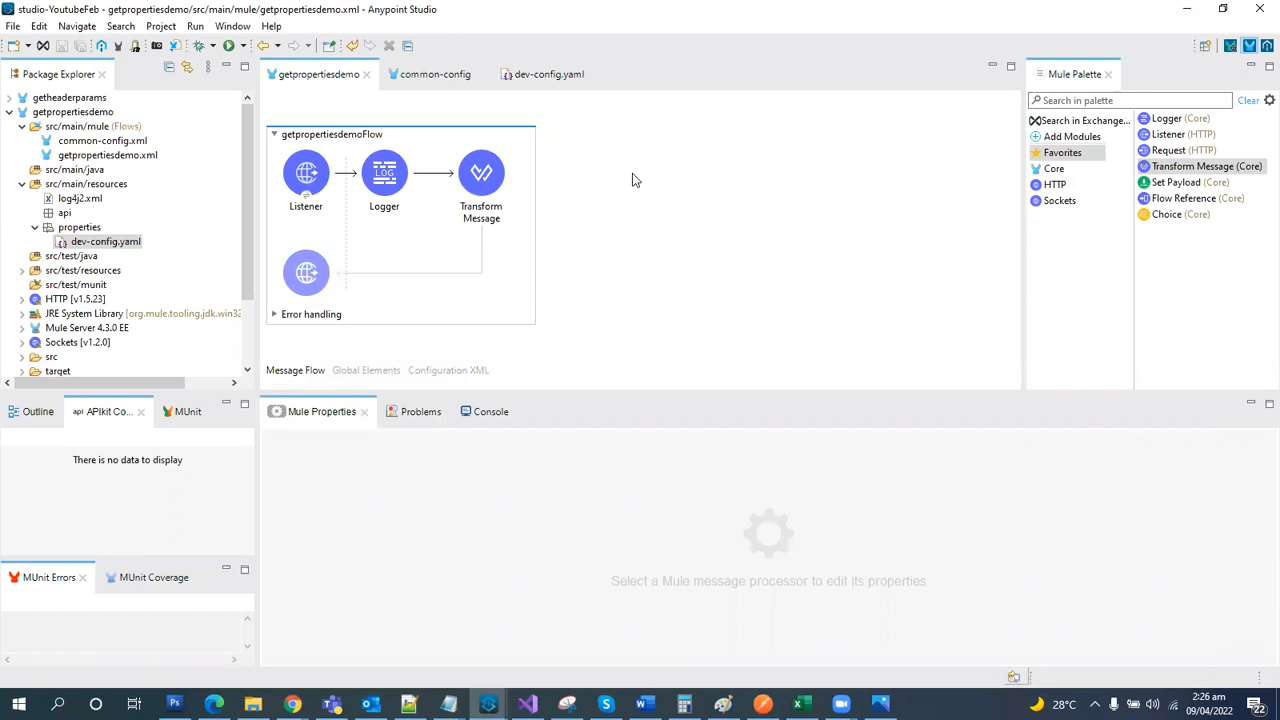 studio-YoutubeFeb - getpropertiesdemo/src/main/mule/getpropertiesdemo.xml - Anypoint Studio
File Edit Navigate Search Project Run Window Help
Package Explorer
getheaderparams
getpropertiesdemo
src/main/mule (Flows)
common-config.xml
getpropertiesdemo.xml
src/main/java
src/main/resources
log4j2.xml
api
properties
dev-config.yaml
src/test/java
src/test/resources
src/test/munit
HTTP [v1.5.23]
JRE System Library [org.mule.tooling.jdk.win32
Mule Server 4.3.0 EE
Sockets [v1.2.0]
src
target
getpropertiesdemo common-config dev-config.yaml
getpropertiesdemoFlow
LOG
Listener Logger Transform Message
Error handling
Message Flow Global Elements Configuration XML
Mule Palette
Search in palette Clear
Search in Exchange...
Add Modules
Favorites
Core
HTTP
Sockets
Logger (Core)
Listener (HTTP)
Request (HTTP)
Transform Message (Core)
Set Payload (Core)
Flow Reference (Core)
Choice (Core)
Outline api APIkit Co... MUnit
There is no data to display
MUnit Errors MUnit Coverage
Mule Properties Problems Console
Select a Mule message processor to edit its properties
28°C
2:26 am
09/04/2022
22